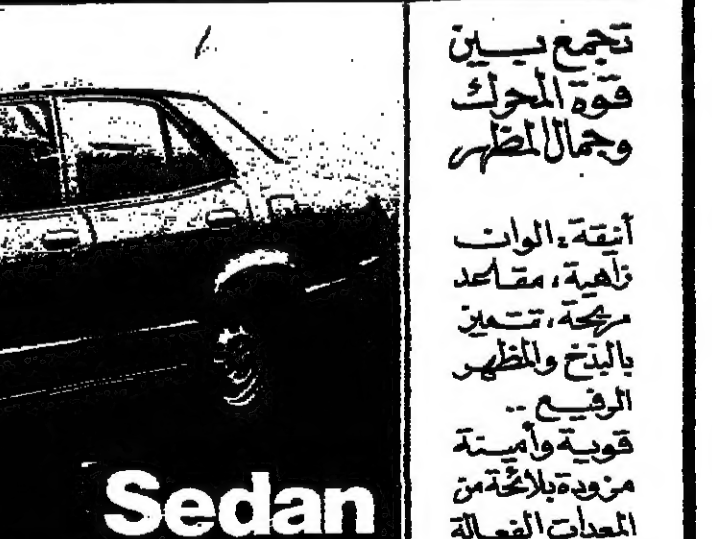 تجمع بين
قوة المحرك
وجمال المظهر
أنيقة، الوان
زاهية، مقاعد
مريحة، تتميز
بالبذخ والمظهر
الرفيع ..
قوية وأمينة
مزودة بلائحة من
المعدات الفعالة
Sedan